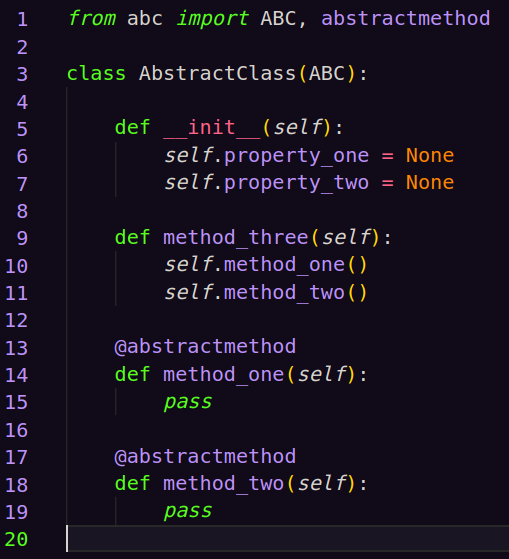 1 from abc import ABC, abstractmethod
2
3 class AbstractClass(ABC):
4
5     def __init__(self):
6         self.property_one = None
7         self.property_two = None
8
9     def method_three(self):
10         self.method_one()
11         self.method_two()
12
13     @abstractmethod
14     def method_one(self):
15         pass
16
17     @abstractmethod
18     def method_two(self):
19         pass
20